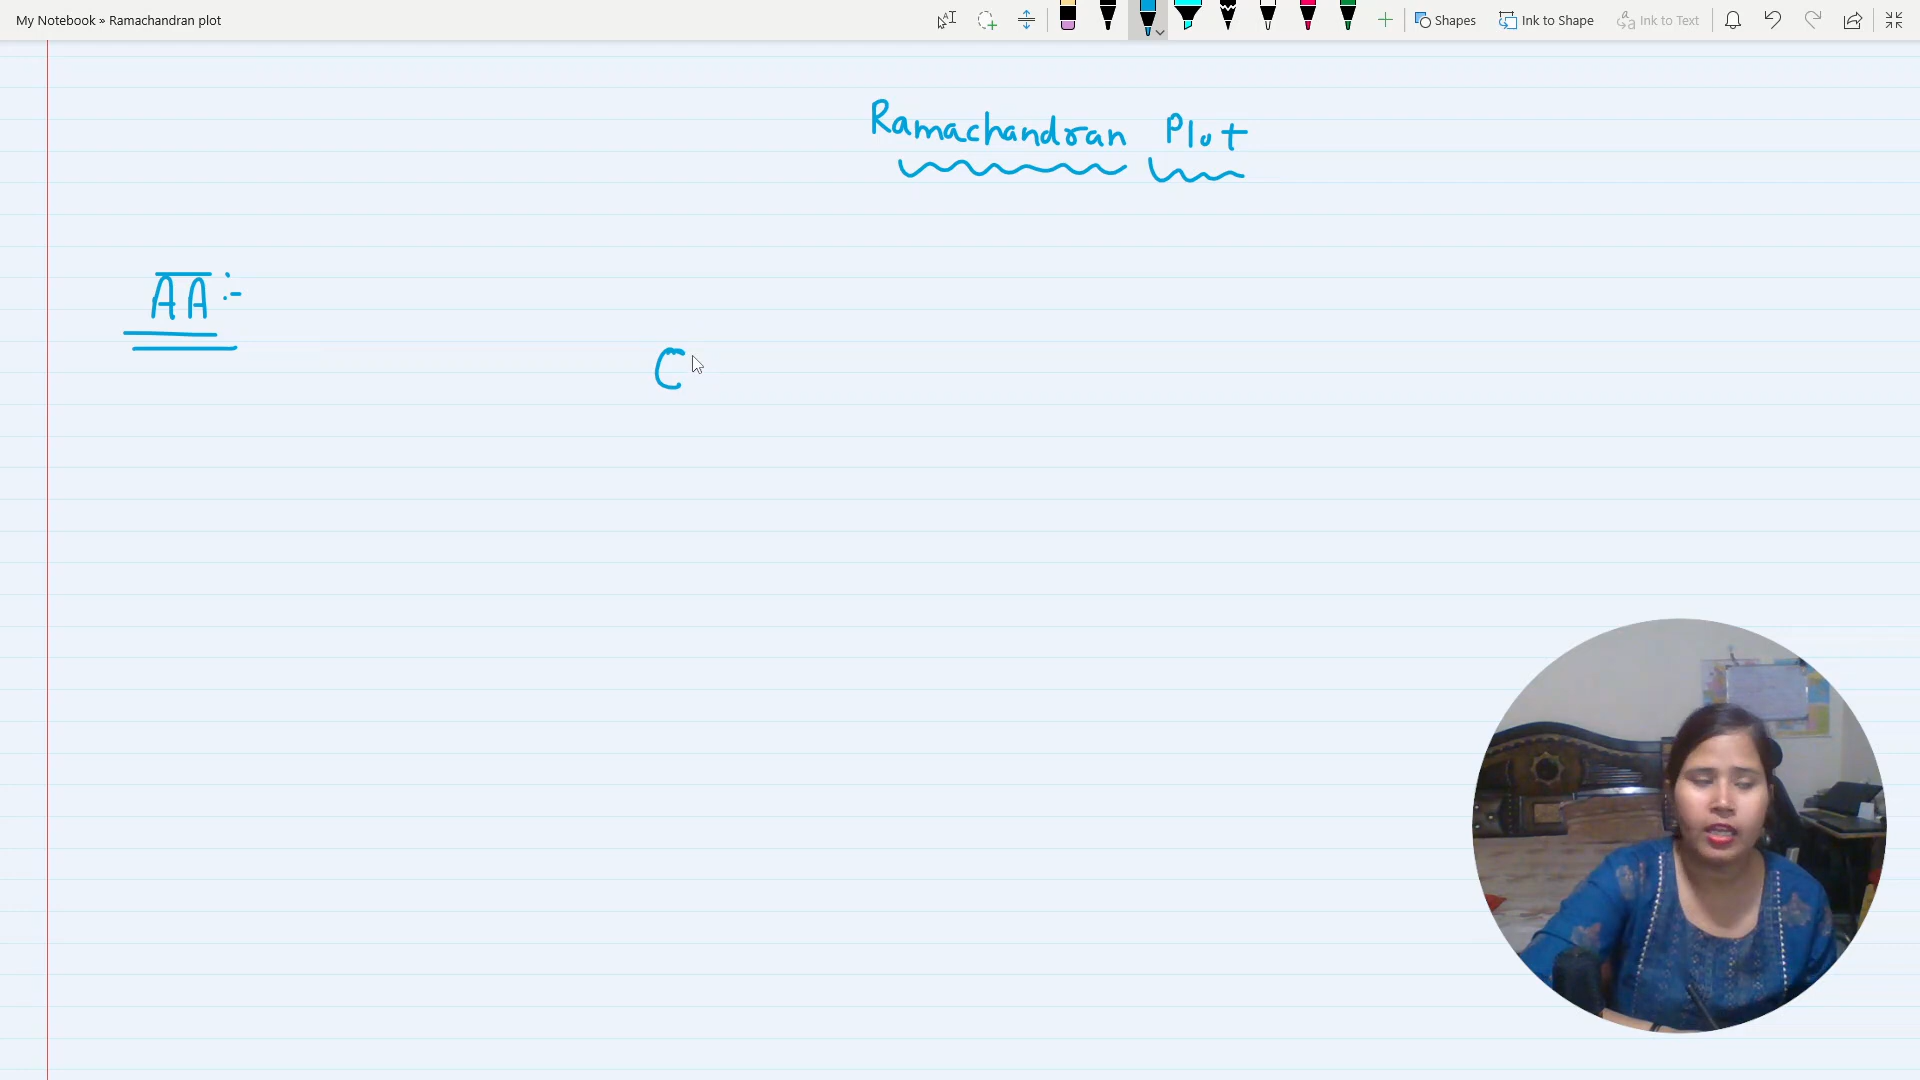 My Notebook » Ramachandran plot
Shapes
Ink to Shape
Ink to Text
Ramachandran Plot
AA :-
C